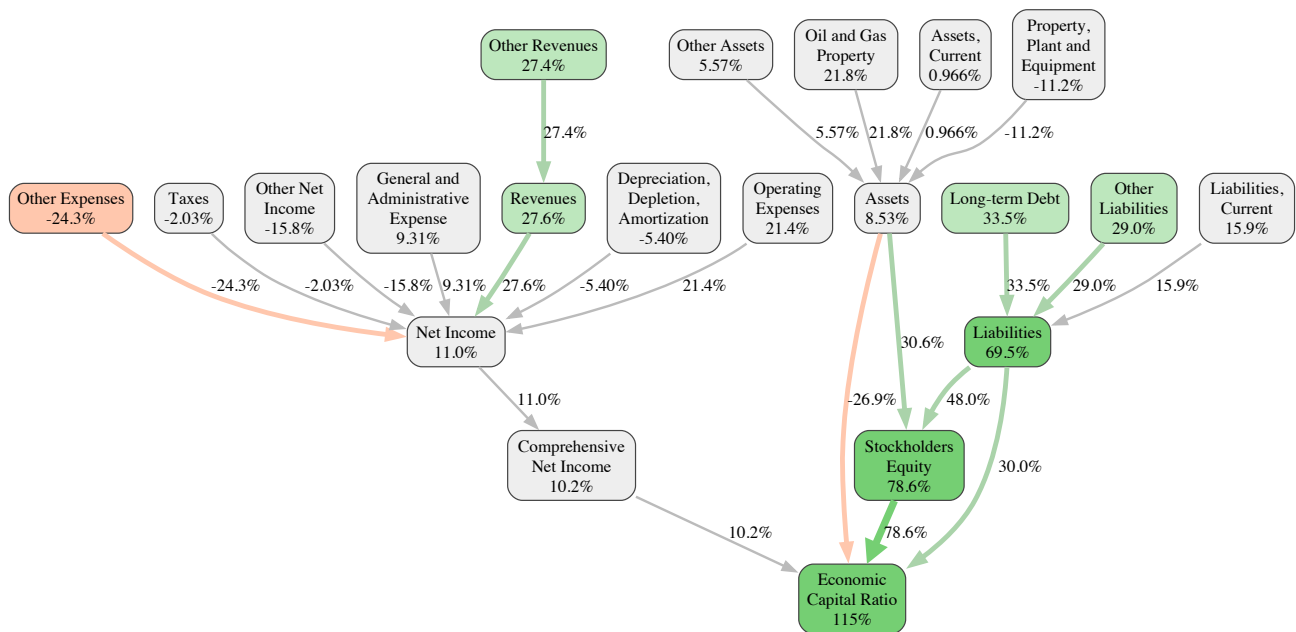 Other Revenues
27.4%
Other Assets
5.57%
Oil and Gas
Property
21.8%
Assets,
Current
0.966%
Property,
Plant and
Equipment
-11.2%
27.4%
5.57%
21.8%
0.966%
-11.2%
Other Expenses
-24.3%
Taxes
-2.03%
Other Net
Income
-15.8%
General and
Administrative
Expense
9.31%
Revenues
27.6%
Depreciation,
Depletion,
Amortization
-5.40%
Operating
Expenses
21.4%
Assets
8.53%
Long-term Debt
33.5%
Other
Liabilities
29.0%
Liabilities,
Current
15.9%
-24.3%
-2.03%
-15.8%
9.31%
27.6%
-5.40%
21.4%
33.5%
29.0%
15.9%
Net Income
11.0%
30.6%
Liabilities
69.5%
11.0%
-26.9%
48.0%
Comprehensive
Net Income
10.2%
Stockholders
Equity
78.6%
30.0%
10.2%
78.6%
Economic
Capital Ratio
115%